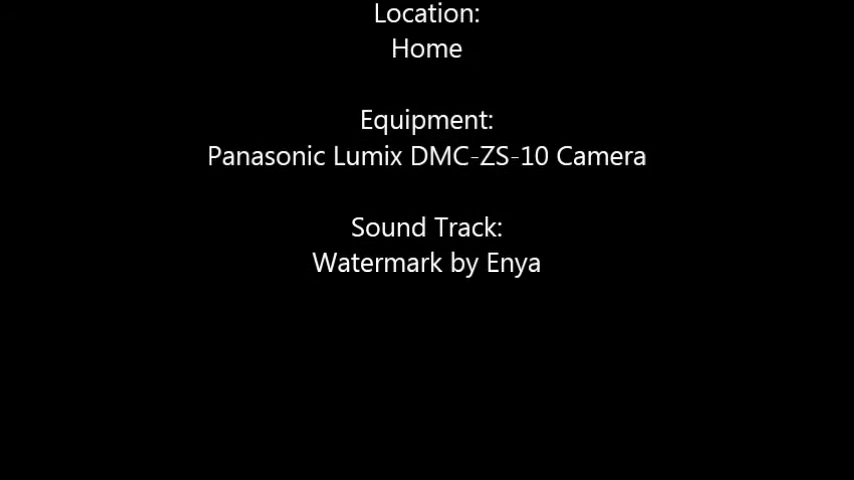 Location:
Home
Equipment:
Panasonic Lumix DMC-ZS-10 Camera
Sound Track:
Watermark by Enya